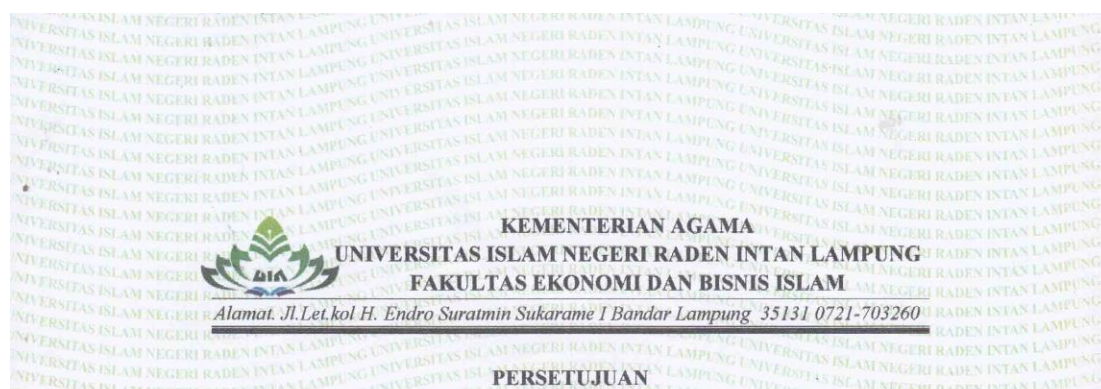 KEMENTERIAN AGAMA
UNIVERSITAS ISLAM NEGERI RADEN INTAN LAMPUNG
FAKULTAS EKONOMI DAN BISNIS ISLAM
Alamat. Jl.Let,kol H. Endro Suratmin Sukarame I Bandar Lampung 35131 0721-703260
PERSETUJUAN